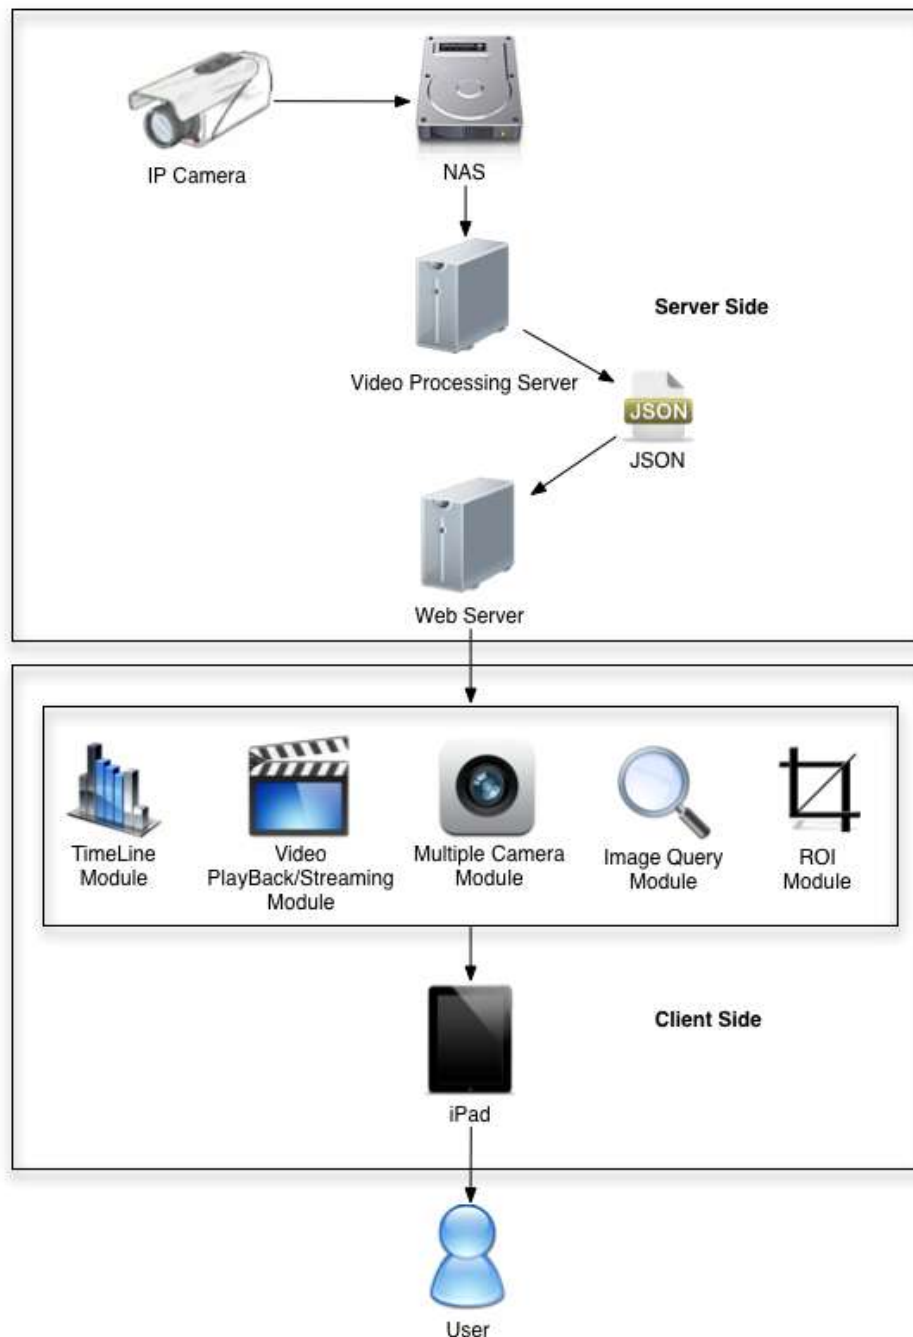 IP Camera
NAS
Server Side
Video Processing Server
JSON
JSON
Web Server
TimeLine
Module
Video
PlayBack/Streaming
Module
Multiple Camera
Module
Image Query
Module
ROI
Module
Client Side
iPad
User